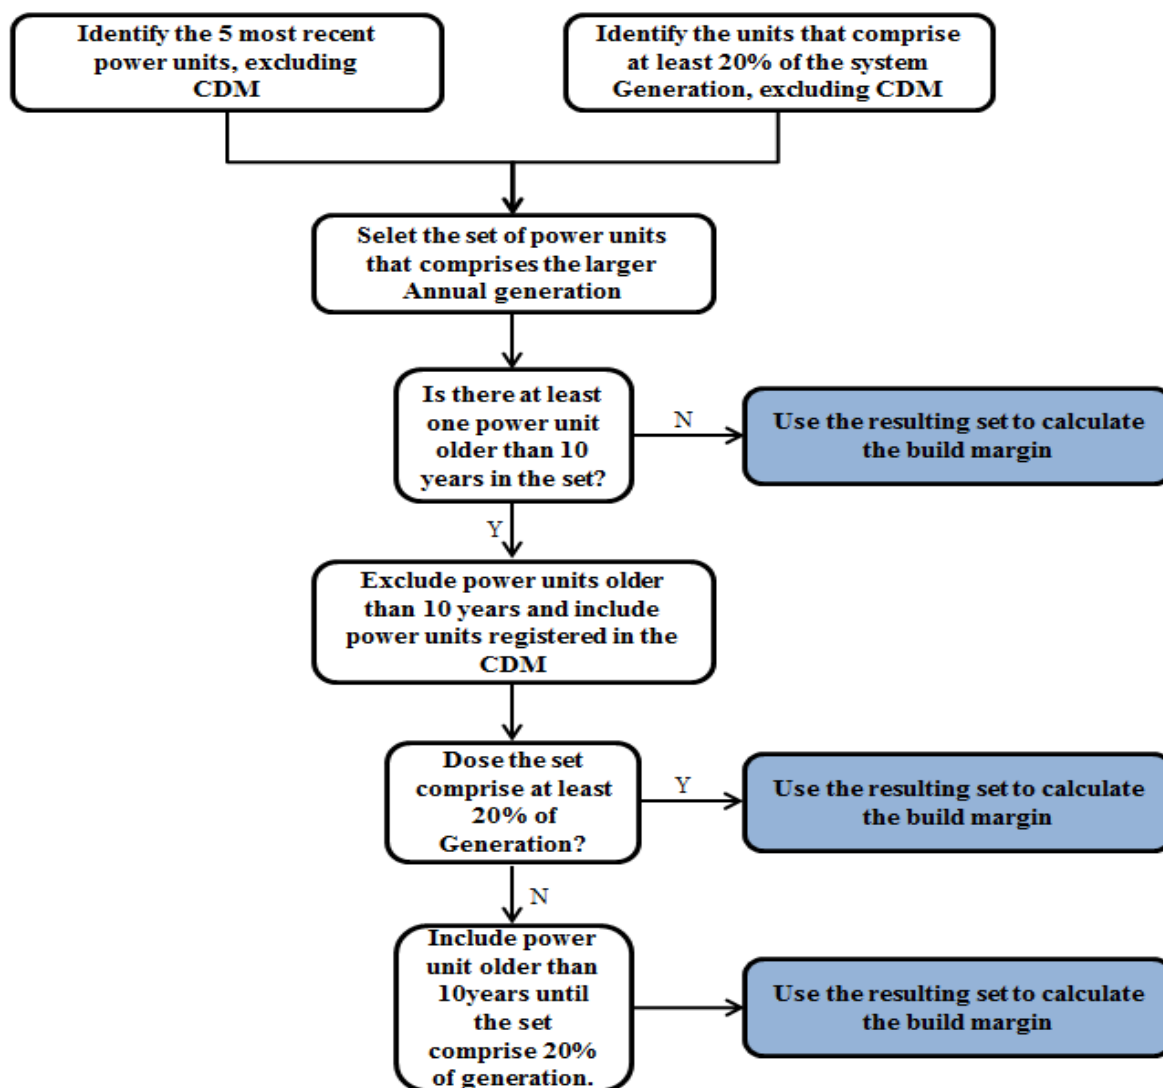 Identify the 5 most recent
power units, excluding
CDM
Identify the units that comprise
at least 20% of the system
Generation, excluding CDM
Selet the set of power units
that comprises the larger
Annual generation
Is there at least
one power unit
older than 10
years in the set?
N
Use the resulting set to calculate
the build margin
Y
Exclude power units older
than 10 years and include
power units registered in the
CDM
Dose the set
comprise at least
20% of
Generation?
Y
Use the resulting set to calculate
the build margin
N
Include power
unit older than
10years until
the set
comprise 20%
of generation.
Use the resulting set to calculate
the build margin